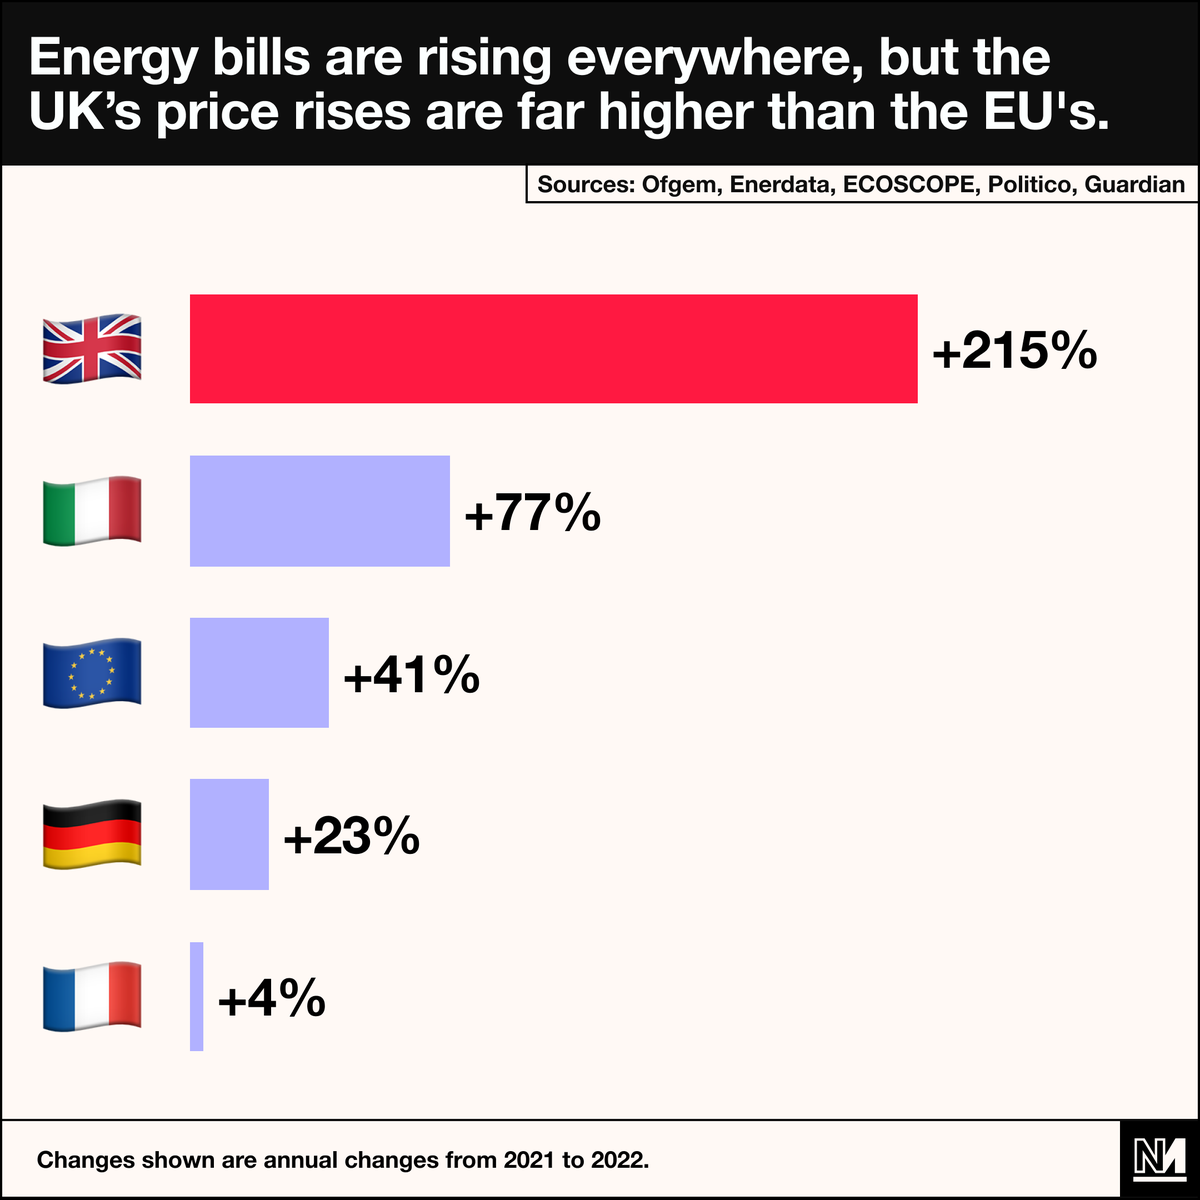 Energy bills are rising everywhere, but the
UK’s price rises are far higher than the EU's.
Sources: Ofgem, Enerdata, ECOSCOPE, Politico, Guardian
+215%
+77%
+41%
+23%
+4%
Changes shown are annual changes from 2021 to 2022.
NM